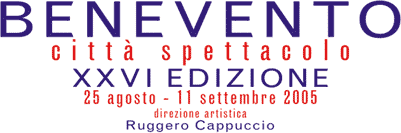 BENEVENTO
città spettacolo
XXVI EDIZIONE
25 agosto - 11 settembre 2005
direzione artistica
Ruggero Cappuccio